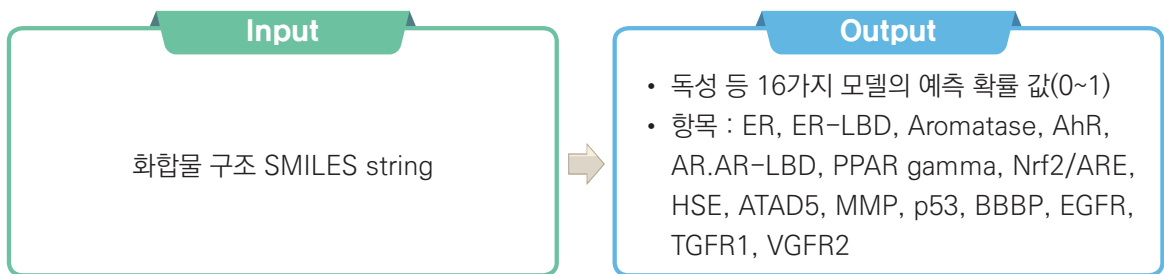 Input
화합물 구조 SMILES string
Output
• 독성 등 16가지 모델의 예측 확률 값(0~1)
• 항목 : ER, ER-LBD, Aromatase, AhR,
AR.AR-LBD, PPAR gamma, Nrf2/ARE,
HSE, ATAD5, MMP, p53, BBBP, EGFR,
TGFR1, VGFR2